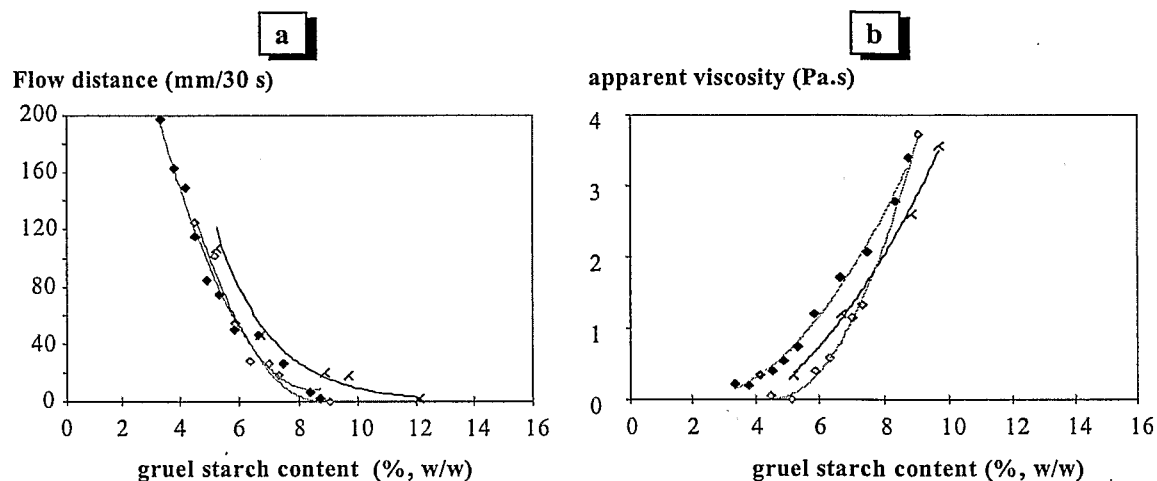 a
Flow distance (mm/30 s)
200
160
120
80
40
0
0 2 4 6 8 10 12 14 16
gruel starch content (%, w/w)
b
apparent viscosity (Pa.s)
4
3
2
1
0
0 2 4 6 8 10 12 14 16
gruel starch content (%, w/w)